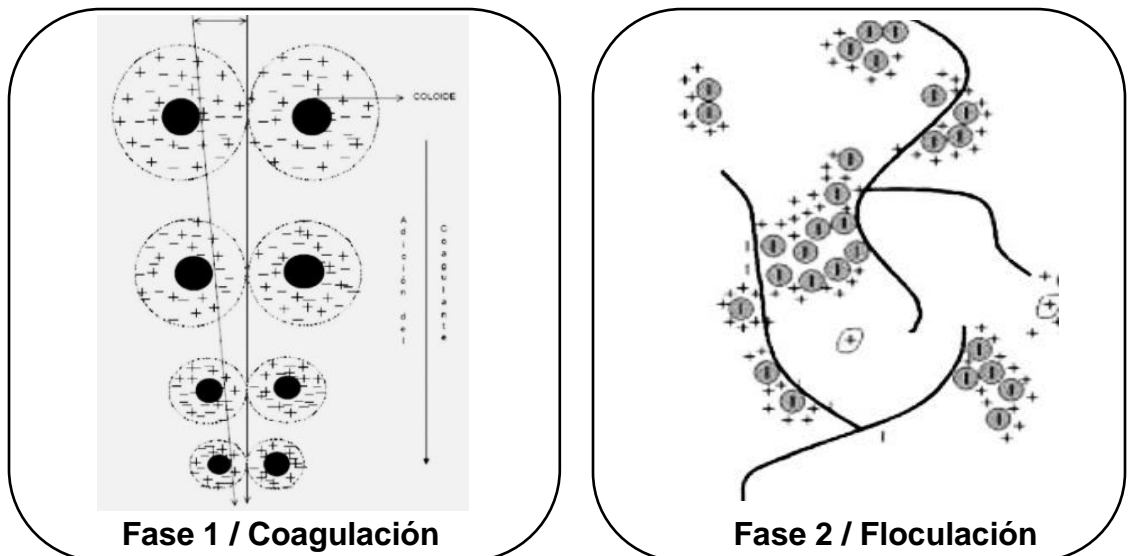 COLOIDE
Adición del
Coagulante
Fase 1 / Coagulación
Fase 2 / Floculación